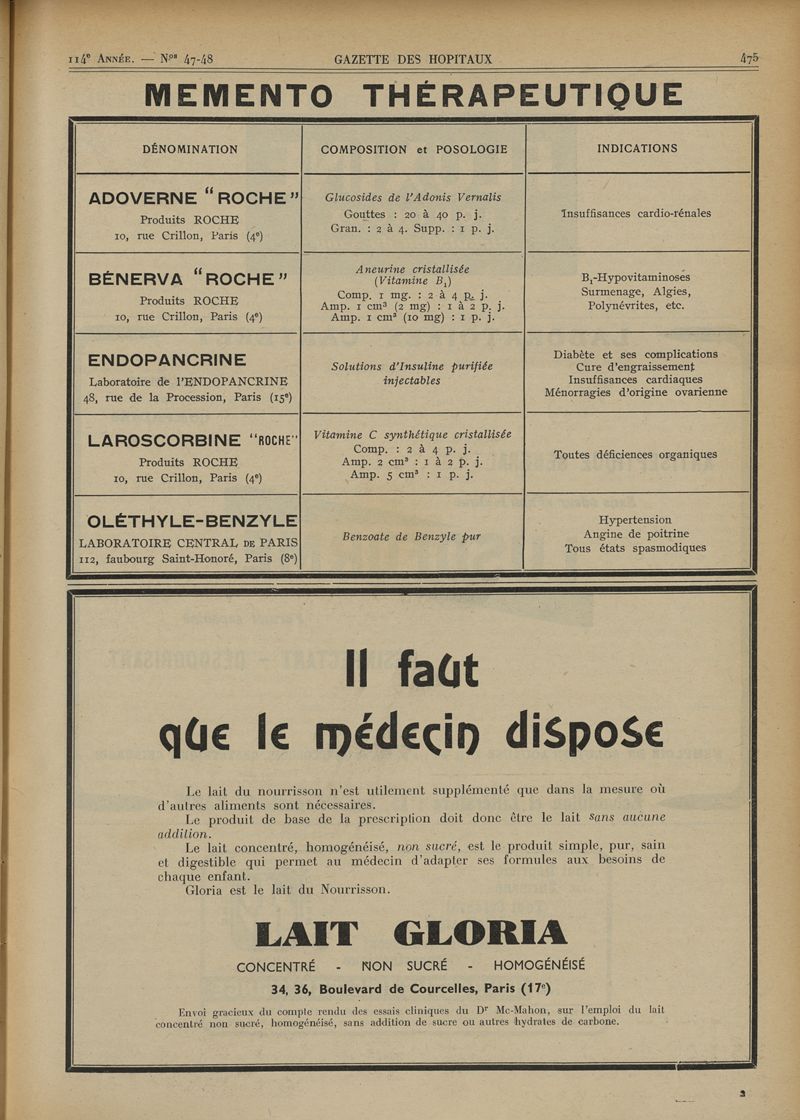 114e ANNÉE. — Nos 47-48
GAZETTE DES HOPITAUX
475
MEMENTO THÉRAPEUTIQUE
DÉNOMINATION
COMPOSITION et POSOLOGIE
INDICATIONS
ADOVERNE “ ROCHE ”
Produits ROCHE
10, rue Crillon, Paris (4e)
Glucosides de l’Adonis Vernalis
Gouttes : 20 à 40 p. j.
Gran. : 2 à 4. Supp. : 1 p. j.
Insuffisances cardio-rénales
BÉNERVA “ ROCHE ”
Produits ROCHE
10, rue Crillon, Paris (4e)
Aneurine cristallisée
(Vitamine B1)
Comp. 1 mg. : 2 à 4 p. j.
Amp. 1 cm³ (2 mg) : 1 à 2 p. j.
Amp. 1 cm³ (10 mg) : 1 p. j.
B1-Hypovitaminoses
Surmenage, Algies,
Polynévrites, etc.
ENDOPANCRINE
Laboratoire de l’ENDOPANCRINE
48, rue de la Procession, Paris (15e)
Solutions d’Insuline purifiée
injectables
Diabète et ses complications
Cure d’engraissement
Insuffisances cardiaques
Ménorragies d’origine ovarienne
LAROSCORBINE “ROCHE”
Produits ROCHE
10, rue Crillon, Paris (4e)
Vitamine C synthétique cristallisée
Comp. : 2 à 4 p. j.
Amp. 2 cm³ : 1 à 2 p. j.
Amp. 5 cm³ : 1 p. j.
Toutes déficiences organiques
OLÉTHYLE-BENZYLE
LABORATOIRE CENTRAL DE PARIS
112, faubourg Saint-Honoré, Paris (8e)
Benzoate de Benzyle pur
Hypertension
Angine de poitrine
Tous états spasmodiques
Il faut
que le médecin dispose
Le lait du nourrisson n’est utilement supplémenté que dans la mesure où
d’autres aliments sont nécessaires.
Le produit de base de la prescription doit donc être le lait sans aucune
addition.
Le lait concentré, homogénéisé, non sucré, est le produit simple, pur, sain
et digestible qui permet au médecin d’adapter ses formules aux besoins de
chaque enfant.
Gloria est le lait du Nourrisson.
LAIT GLORIA
CONCENTRÉ - NON SUCRÉ - HOMOGÉNÉISÉ
34, 36, Boulevard de Courcelles, Paris (17e)
Envoi gracieux du compte rendu des essais cliniques du Dr Mc-Mahon, sur l’emploi du lait
concentré non sucré, homogénéisé, sans addition de sucre ou autres hydrates de carbone.